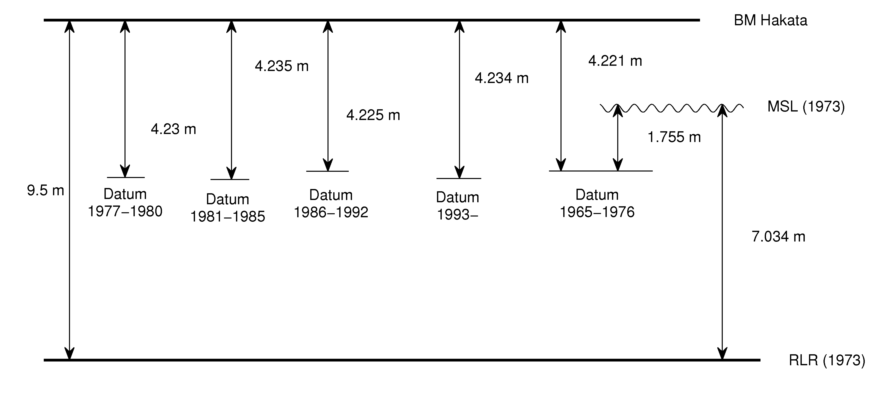 BM Hakata
4.235 m
4.221 m
4.234 m
MSL (1973)
4.225 m
4.23 m
1.755 m
9.5 m
Datum
1977–1980
Datum
1981–1985
Datum
1986–1992
Datum
1993–
Datum
1965–1976
7.034 m
RLR (1973)